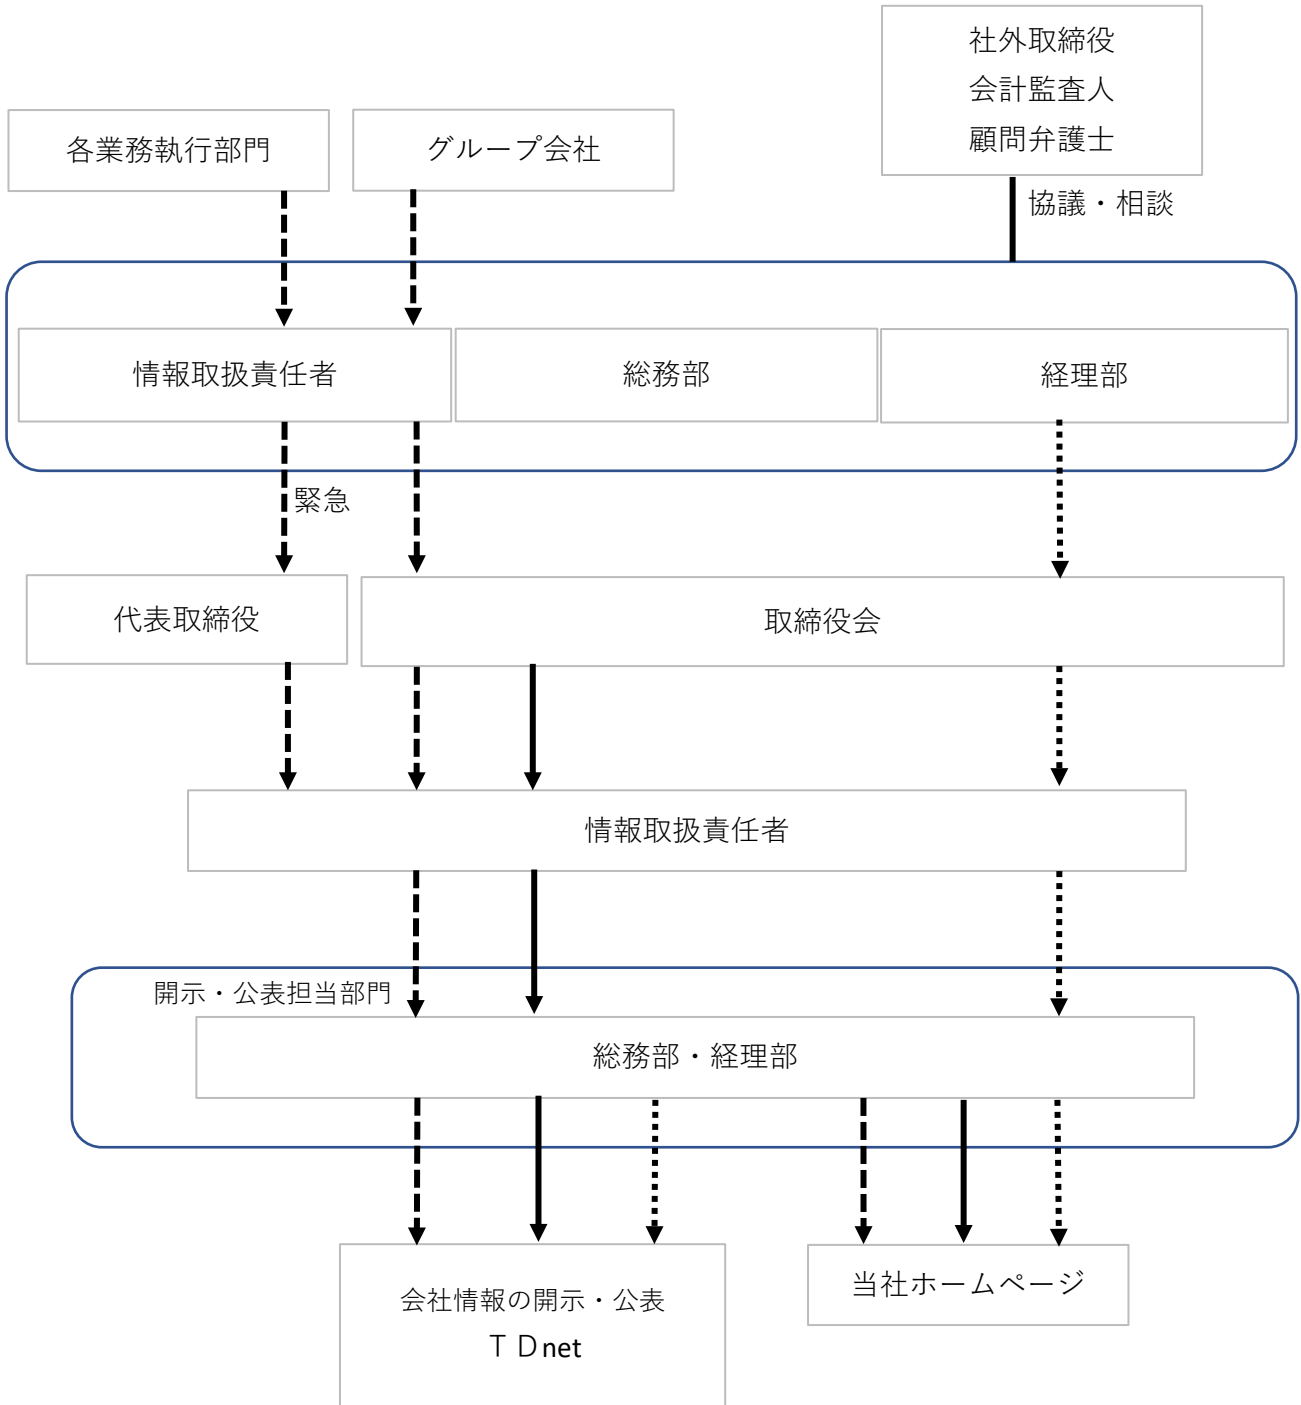 社外取締役
会計監査人
顧問弁護士
各業務執行部門
グループ会社
協議・相談
情報取扱責任者
総務部
経理部
緊急
代表取締役
取締役会
情報取扱責任者
開示・公表担当部門
総務部・経理部
会社情報の開示・公表
ＴＤnet
当社ホームページ